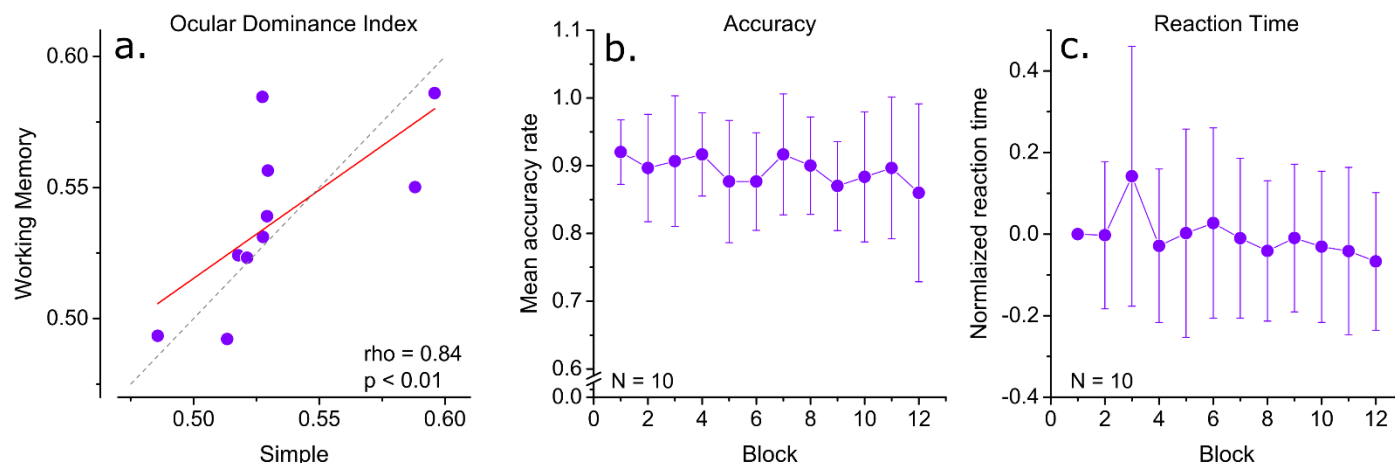 Ocular Dominance Index
a.
Working Memory
0.60
0.55
0.50
rho = 0.84
p < 0.01
0.50 0.55 0.60
Simple
Accuracy
b.
Mean accuracy rate
1.1
1.0
0.9
0.8
0.7
0.6
0.0
N = 10
0 2 4 6 8 10 12
Block
Reaction Time
c.
Normlaized reaction time
0.4
0.2
0.0
-0.2
-0.4
N = 10
0 2 4 6 8 10 12
Block